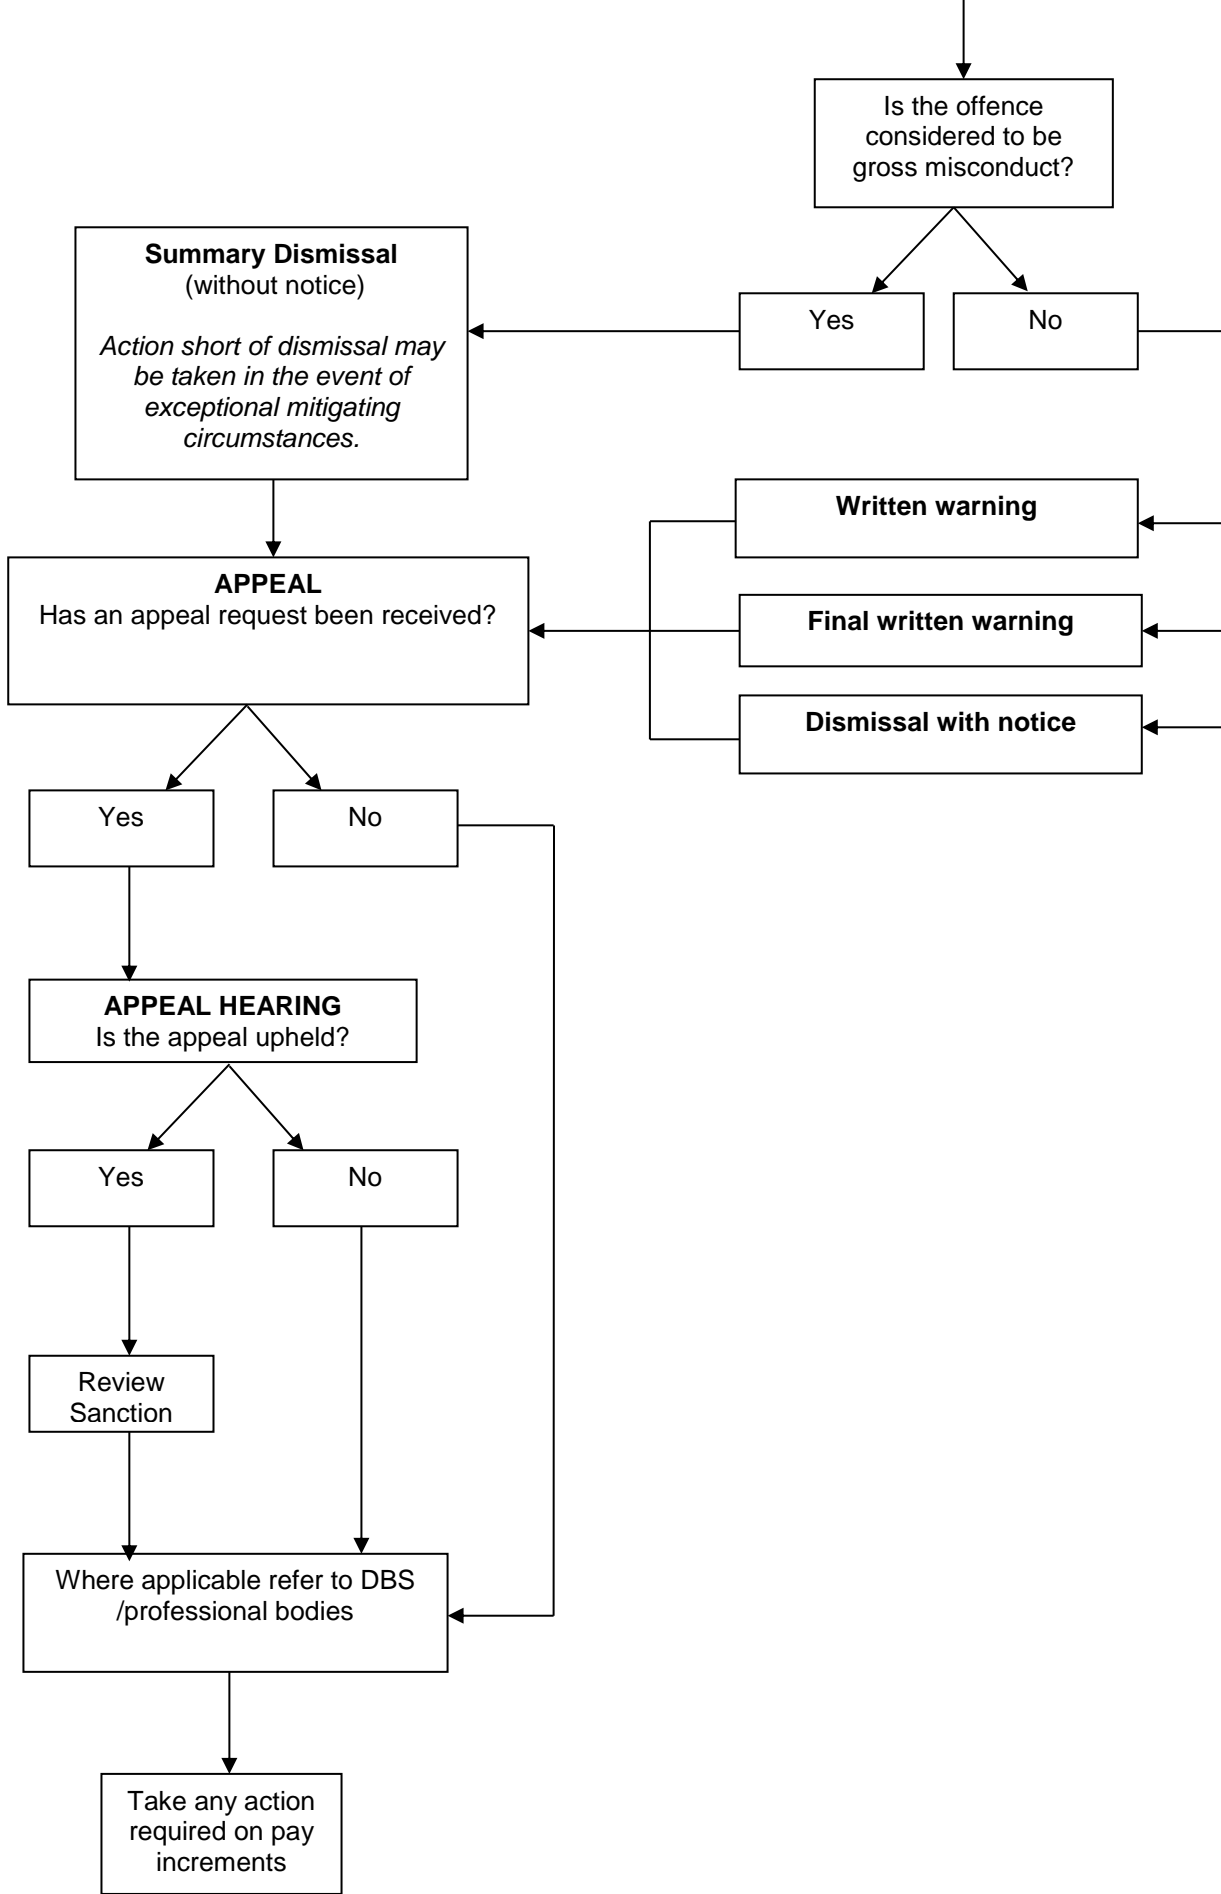 Is the offence
considered to be
gross misconduct?
Summary Dismissal
(without notice)
Action short of dismissal may
be taken in the event of
exceptional mitigating
circumstances.
Yes
No
Written warning
APPEAL
Has an appeal request been received?
Final written warning
Dismissal with notice
Yes
No
APPEAL HEARING
Is the appeal upheld?
Yes
No
Review
Sanction
Where applicable refer to DBS
/professional bodies
Take any action
required on pay
increments